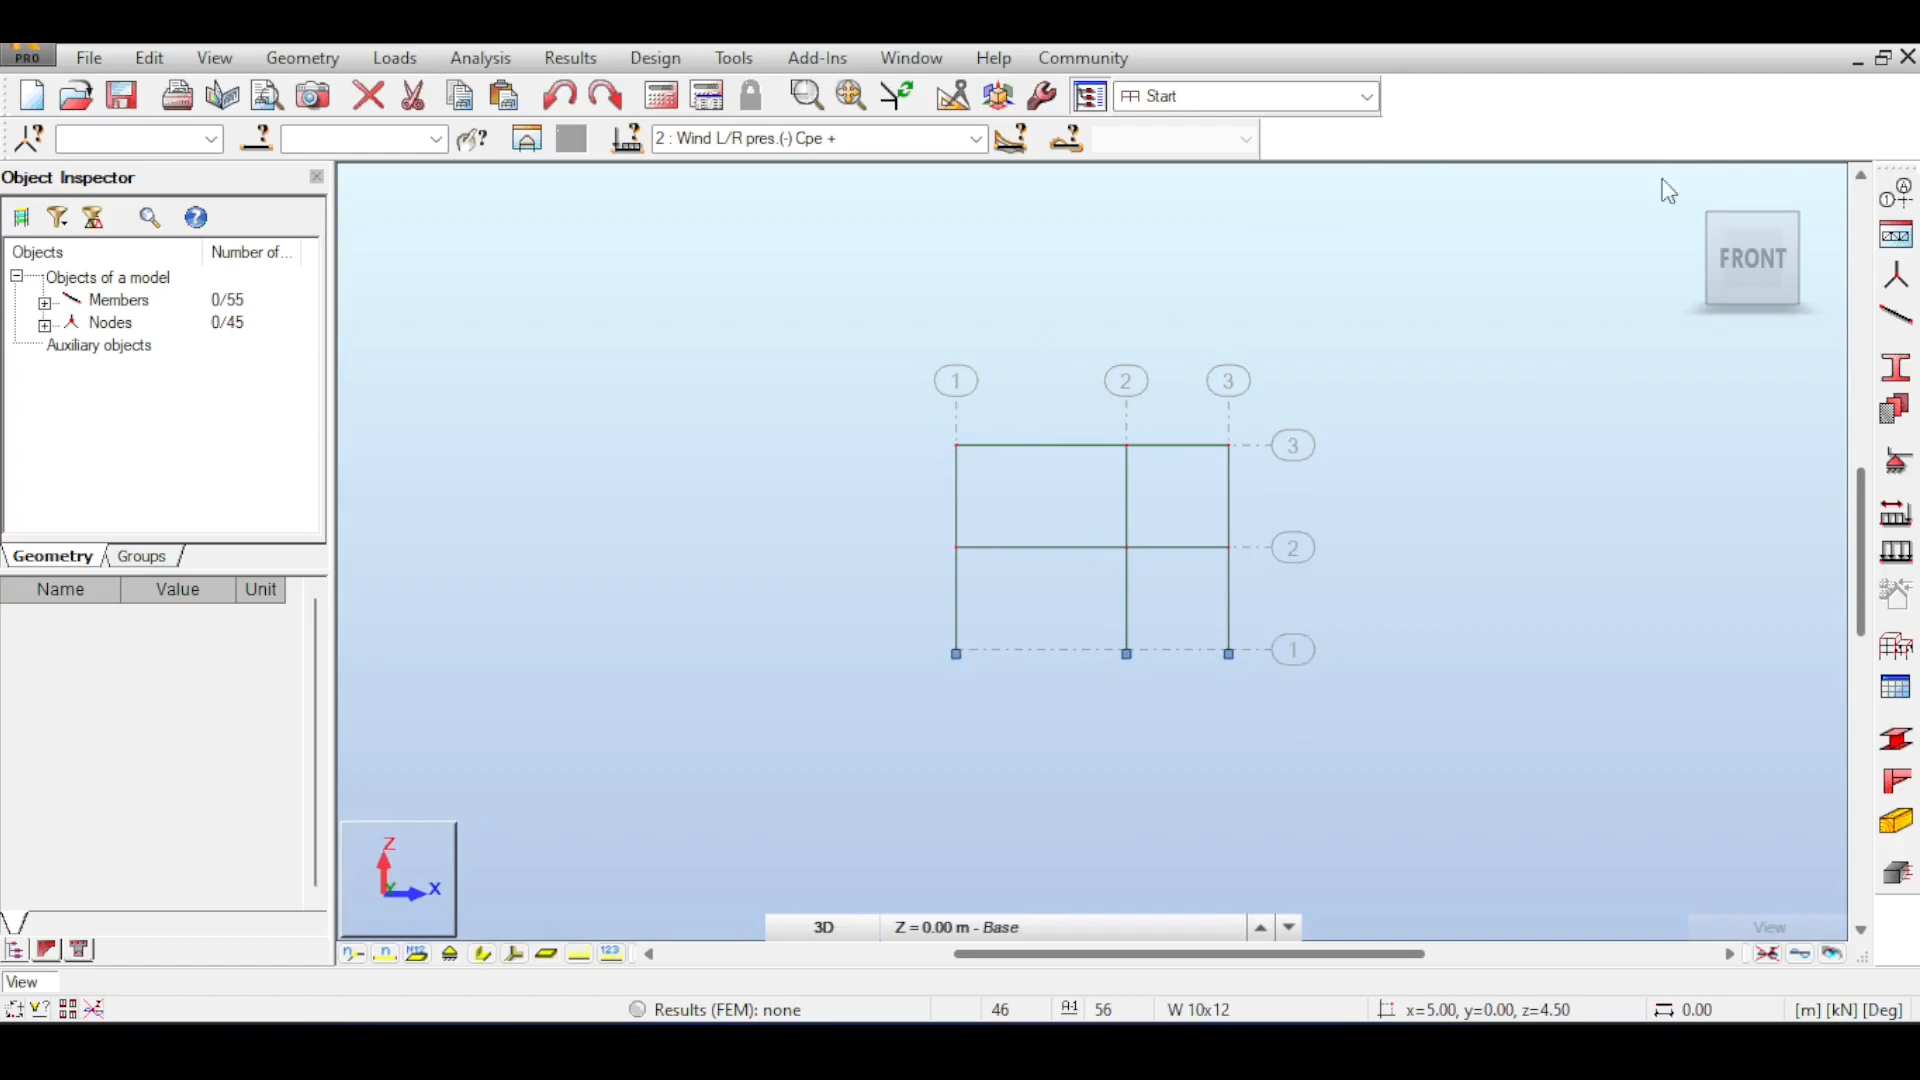 PRO File Edit View Geometry Loads Analysis Results Design Tools Add-Ins Window Help Community
Start
2 : Wind L/R pres.(-) Cpe +
Object Inspector
Objects Number of...
Objects of a model
Members 0/55
Nodes 0/45
Auxiliary objects
Geometry Groups
Name Value Unit
FRONT
1 2 3
3
2
1
Z
Y X
3D Z = 0.00 m - Base
View
View
Results (FEM): none 46 56 W 10x12 x=5.00, y=0.00, z=4.50 0.00 [m] [kN] [Deg]